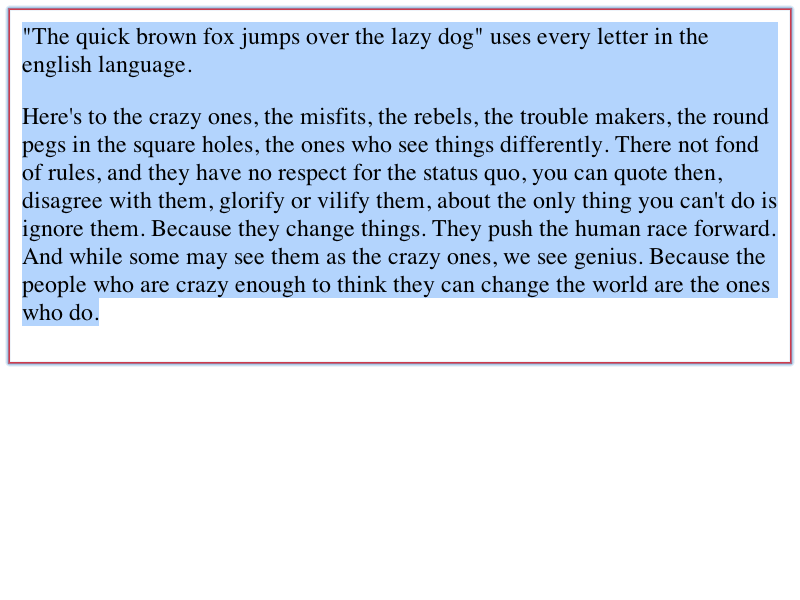 "The quick brown fox jumps over the lazy dog" uses every letter in the
english language.
Here's to the crazy ones, the misfits, the rebels, the trouble makers, the round
pegs in the square holes, the ones who see things differently. There not fond
of rules, and they have no respect for the status quo, you can quote then,
disagree with them, glorify or vilify them, about the only thing you can't do is
ignore them. Because they change things. They push the human race forward.
And while some may see them as the crazy ones, we see genius. Because the
people who are crazy enough to think they can change the world are the ones
who do.